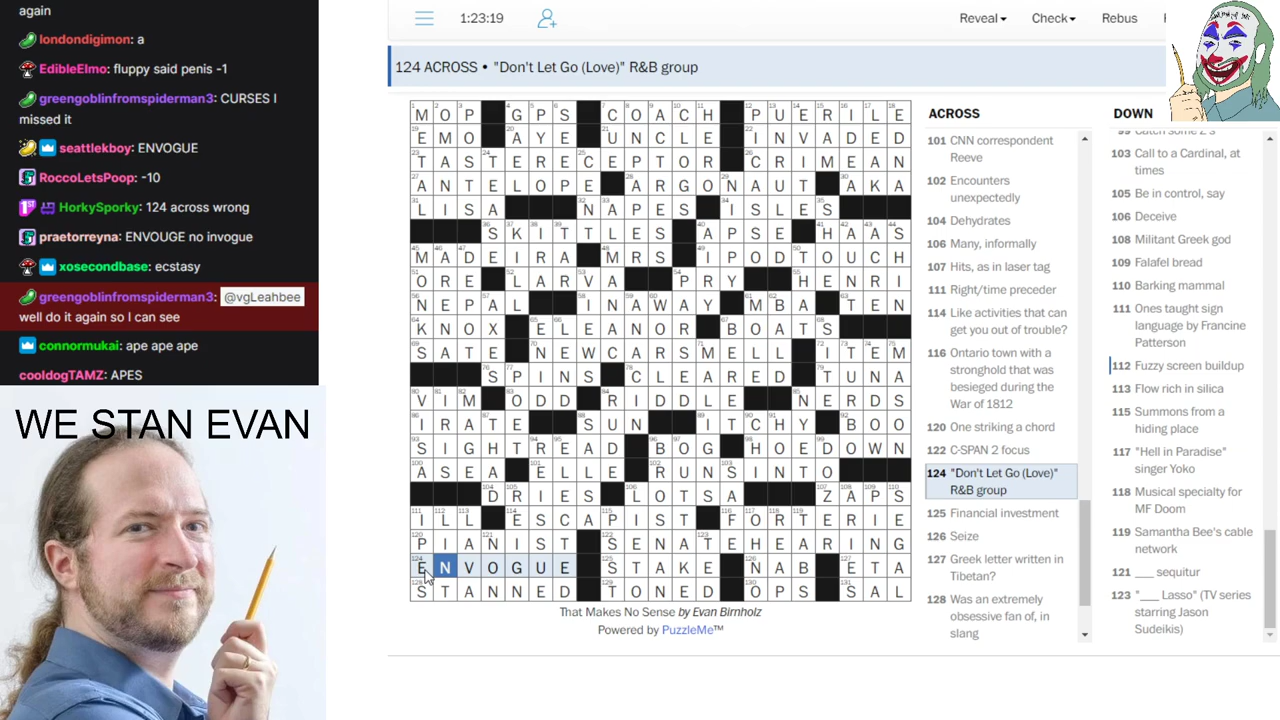 again
londondigimon: a
EdibleElmo: fluppy said penis -1
greengoblinfromspiderman3: CURSES I
missed it
seattlekboy: ENVOGUE
RoccoLetsPoop: -10
HorkySporky: 124 across wrong
praetorreyna: ENVOUGE no invogue
xosecondbase: ecstasy
greengoblinfromspiderman3: @vgLeahbee
well do it again so I can see
connormukai: ape ape ape
cooldogTAMZ: APES
WE STAN EVAN
1:23:19
Reveal
Check
Rebus
124 ACROSS • "Don't Let Go (Love)" R&B group
M O P G P S C O A C H P U E R I L E
E M O A Y E U N C L E I N V A D E D
T A S T E R E C E P T O R C R I M E A N
A N T E L O P E A R G O N A U T A K A
L I S A N A P E S I S L E S
S K I T T L E S A P S E H A A S
M A D E I R A M R S I P O D T O U C H
O R E L A R V A P R Y H E N R I
N E P A L I N A W A Y M B A T E N
K N O X E L E A N O R B O A T S
S A T E N E W C A R S M E L L I T E M
S P I N S C L E A R E D T U N A
V I M O D D R I D D L E N E R D S
I R A T E S U N I T C H Y B O O
S I G H T R E A D B O G H O E D O W N
A S E A E L L E R U N S I N T O
D R I E S L O T S A Z A P S
I L L E S C A P I S T F O R T E R I E
P I A N I S T S E N A T E H E A R I N G
E N V O G U E S T A K E N A B E T A
S T A N N E D T O N E D O P S S A L
That Makes No Sense by Evan Birnholz
Powered by PuzzleMe™
ACROSS
101 CNN correspondent
Reeve
102 Encounters
unexpectedly
104 Dehydrates
106 Many, informally
107 Hits, as in laser tag
111 Right/time preceder
114 Like activities that can
get you out of trouble?
116 Ontario town with a
stronghold that was
besieged during the
War of 1812
120 One striking a chord
122 C-SPAN 2 focus
124 "Don't Let Go (Love)"
R&B group
125 Financial investment
126 Seize
127 Greek letter written in
Tibetan?
128 Was an extremely
obsessive fan of, in
slang
DOWN
99 Catch some Z's
103 Call to a Cardinal, at
times
105 Be in control, say
106 Deceive
108 Militant Greek god
109 Falafel bread
110 Barking mammal
111 Ones taught sign
language by Francine
Patterson
112 Fuzzy screen buildup
113 Flow rich in silica
115 Summons from a
hiding place
117 "Hell in Paradise"
singer Yoko
118 Musical specialty for
MF Doom
119 Samantha Bee's cable
network
121 ___ sequitur
123 "___ Lasso" (TV series
starring Jason
Sudeikis)